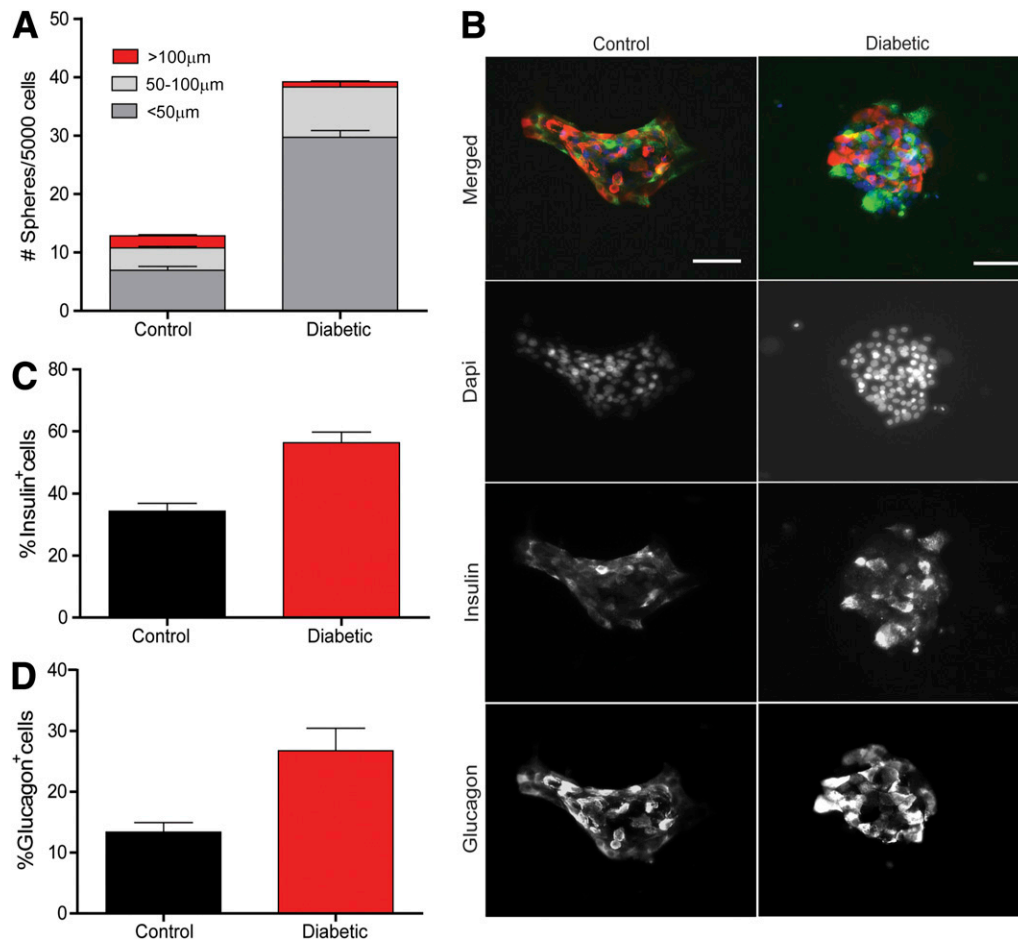 A
# Spheres/5000 cells
50
40
30
20
10
0
>100μm
50-100μm
<50μm
Control
Diabetic
B
Control
Diabetic
Merged
Dapi
Insulin
Glucagon
C
%Insulin+cells
80
60
40
20
0
Control
Diabetic
D
%Glucagon+cells
40
30
20
10
0
Control
Diabetic